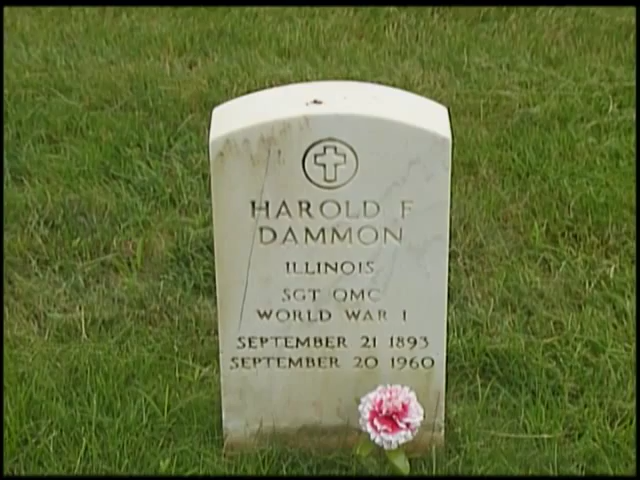 HAROLD F
DAMMON
ILLINOIS
SGT QMC
WORLD WAR I
SEPTEMBER 21 1893
SEPTEMBER 20 1960